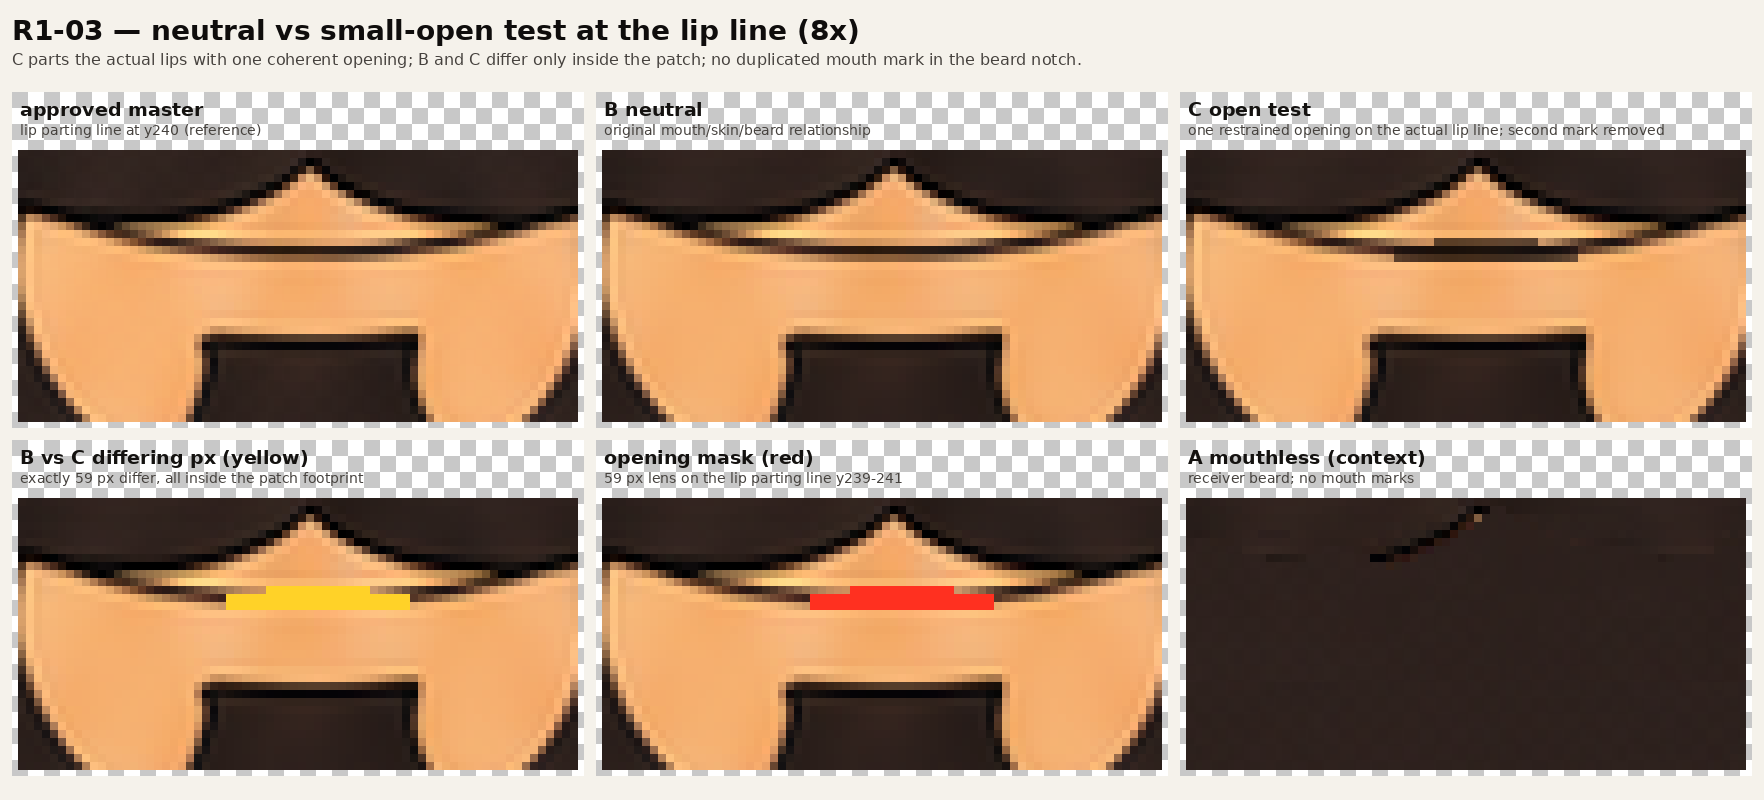 R1-03 — neutral vs small-open test at the lip line (8x)
C parts the actual lips with one coherent opening; B and C differ only inside the patch; no duplicated mouth mark in the beard notch.
approved master
lip parting line at y240 (reference)
B neutral
original mouth/skin/beard relationship
C open test
one restrained opening on the actual lip line; second mark removed
B vs C differing px (yellow)
exactly 59 px differ, all inside the patch footprint
opening mask (red)
59 px lens on the lip parting line y239-241
A mouthless (context)
receiver beard; no mouth marks